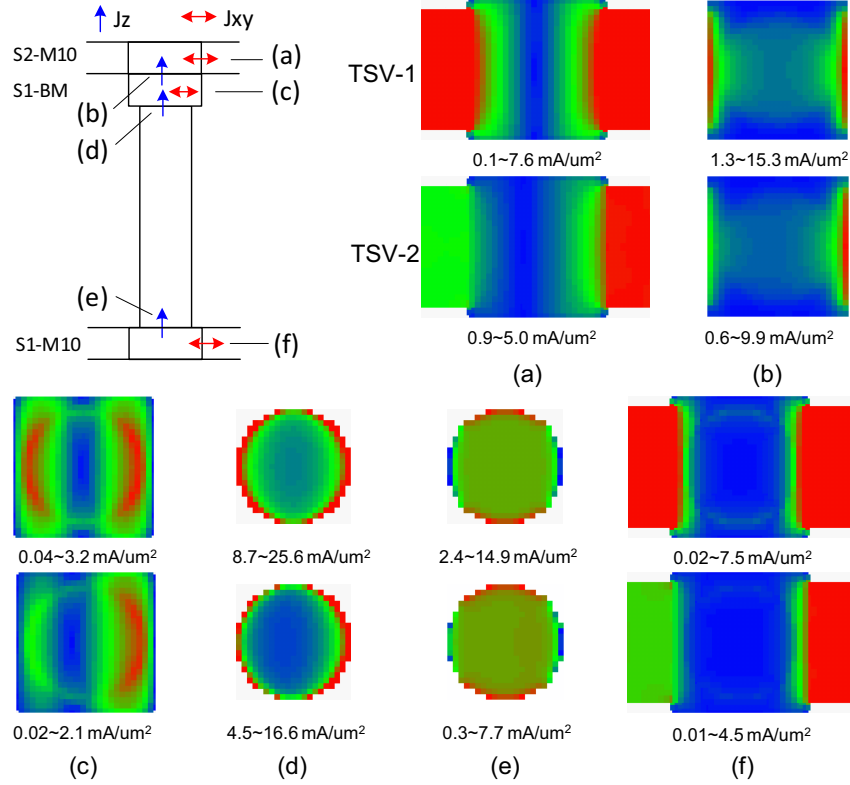 Jz Jxy
S2-M10 (a)
S1-BM (c)
(b)
(d)
(e)
S1-M10 (f)
TSV-1
0.1~7.6 mA/um² 1.3~15.3 mA/um²
TSV-2
0.9~5.0 mA/um² 0.6~9.9 mA/um²
(a) (b)
0.04~3.2 mA/um² 8.7~25.6 mA/um² 2.4~14.9 mA/um² 0.02~7.5 mA/um²
0.02~2.1 mA/um² 4.5~16.6 mA/um² 0.3~7.7 mA/um² 0.01~4.5 mA/um²
(c) (d) (e) (f)